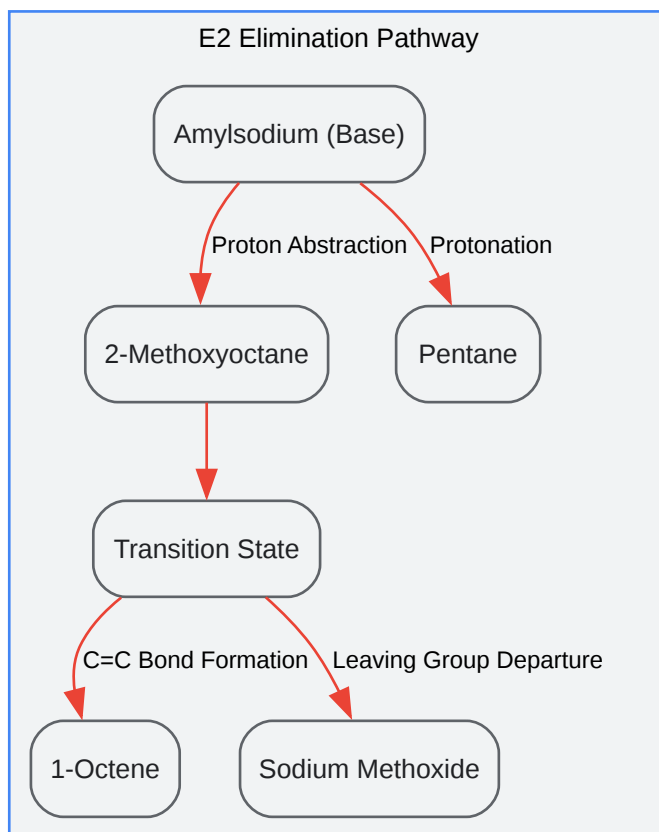 E2 Elimination Pathway
Amylsodium (Base)
Proton Abstraction
Protonation
2-Methoxyoctane
Pentane
Transition State
C=C Bond Formation
Leaving Group Departure
1-Octene
Sodium Methoxide